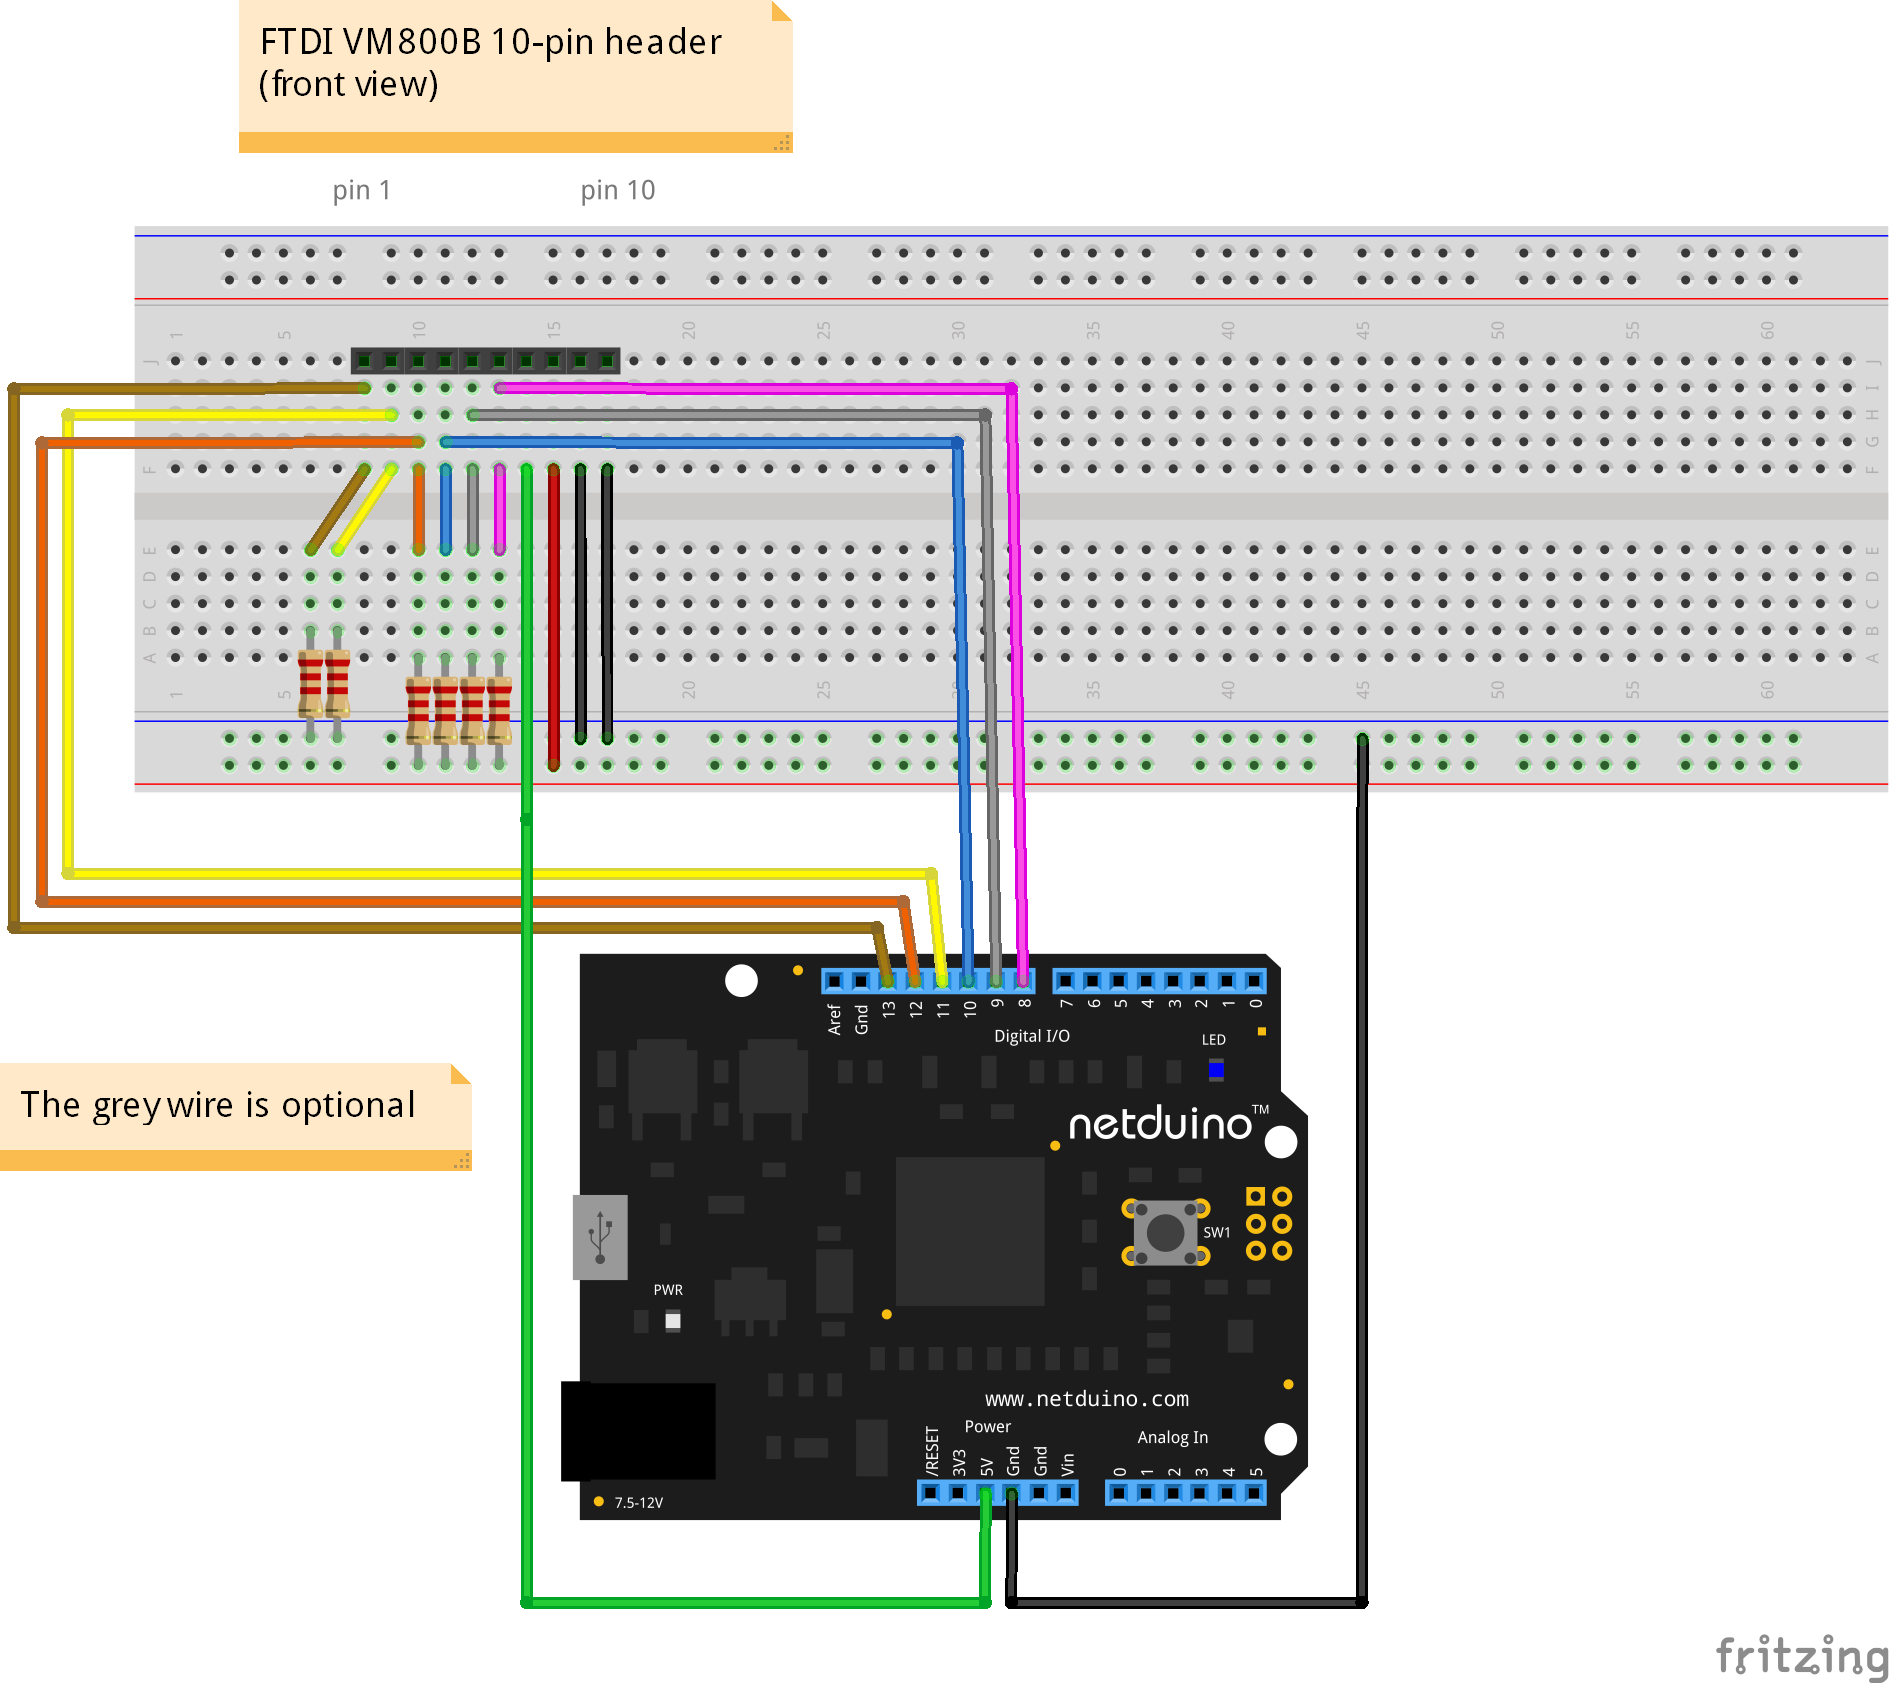 FTDI VM800B 10-pin header
(front view)
pin 1 pin 10
1 5 10 15 20 25 30 35 40 45 50 55 60
J J
I
H
G
F F
E E
D D
C C
B B
A A
1 5 20 25 35 40 45 50 55 60
Aref Gnd 13 12 11 10 9 8 7 6 5 4 3 2 1 0
Digital I/O
LED
The grey wire is optional
netduino™
SW1
PWR
www.netduino.com
Power
Analog In
/RESET 3V3 5V Gnd Gnd Vin 0 1 2 3 4 5
7.5-12V
fritzing